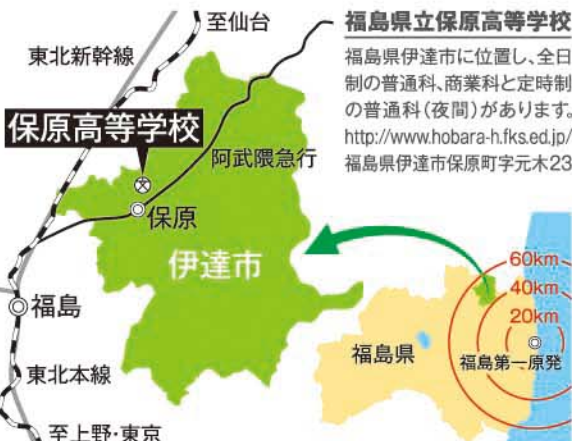 福島県立保原高等学校
福島県伊達市に位置し、全日
制の普通科、商業科と定時制
の普通科(夜間)があります。
http://www.hobara-h.fks.ed.jp/
福島県伊達市保原町字元木23
至仙台
東北新幹線
保原高等学校
阿武隈急行
保原
伊達市
福島
東北本線
至上野・東京
60km
40km
20km
福島県
福島第一原発